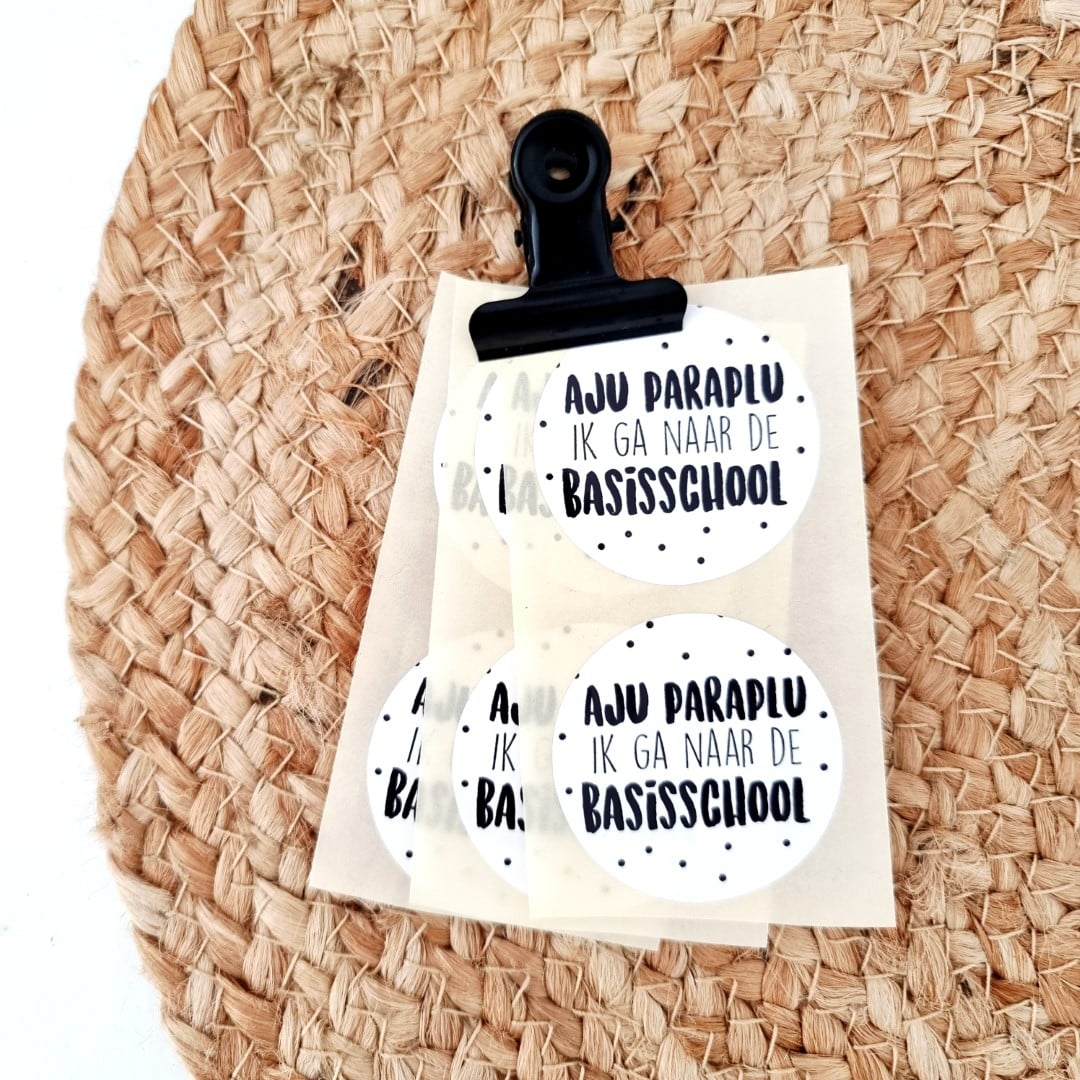 AJU PARAPLU
IK GA NAAR DE
BASISSCHOOL
AJU PARAPLU
IK GA NAAR DE
BASISSCHOOL